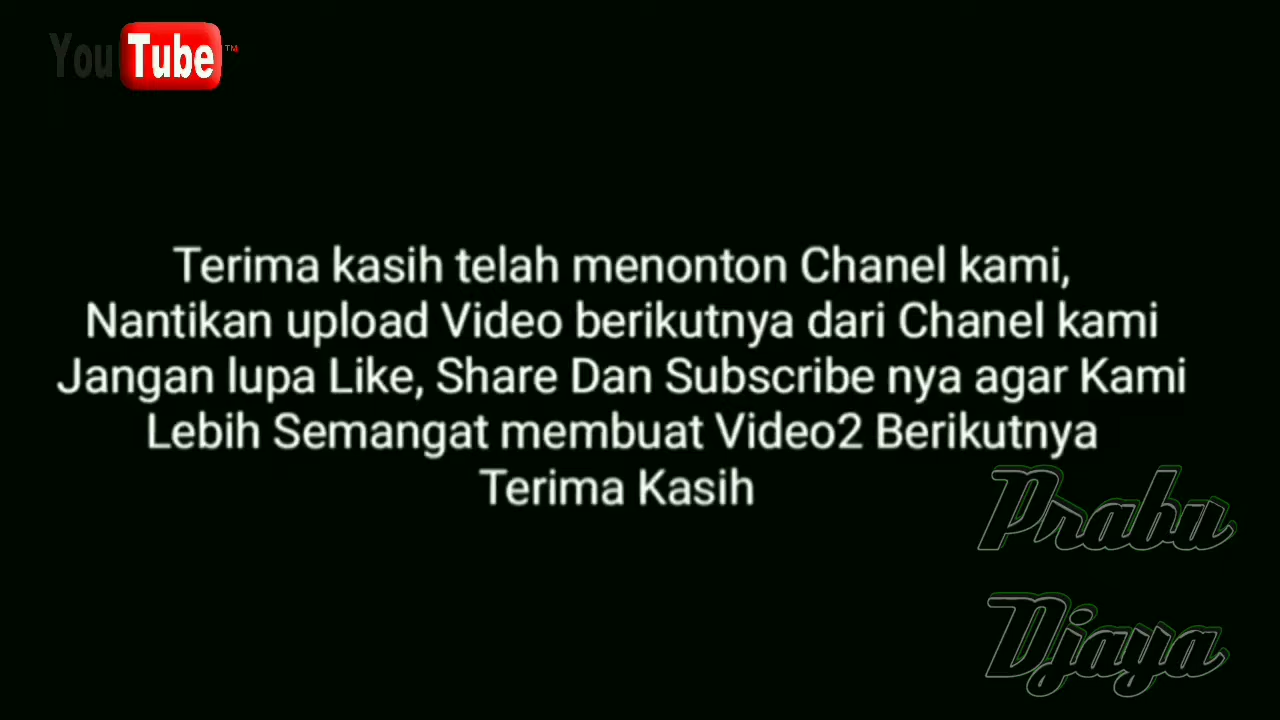 YouTube™
Terima kasih telah menonton Chanel kami,
Nantikan upload Video berikutnya dari Chanel kami
Jangan lupa Like, Share Dan Subscribe nya agar Kami
Lebih Semangat membuat Video2 Berikutnya
Terima Kasih
Prabu
Djaya